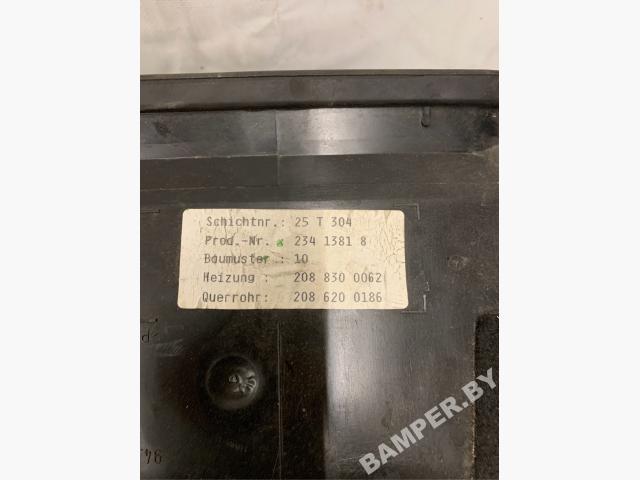 Schichtnr.: 25 T 304
Prod.-Nr. 234 1381 8
Baumuster : 10
Heizung : 208 830 0062
Querrohr: 208 620 0186
BAMPER.BY